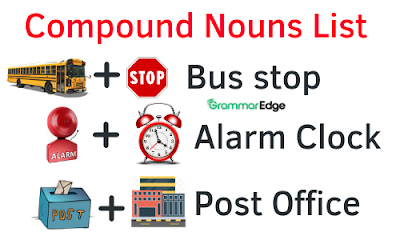 Compound Nouns List
+ STOP Bus stop
GrammarEdge
ALARM + Alarm Clock
POST + Post Office